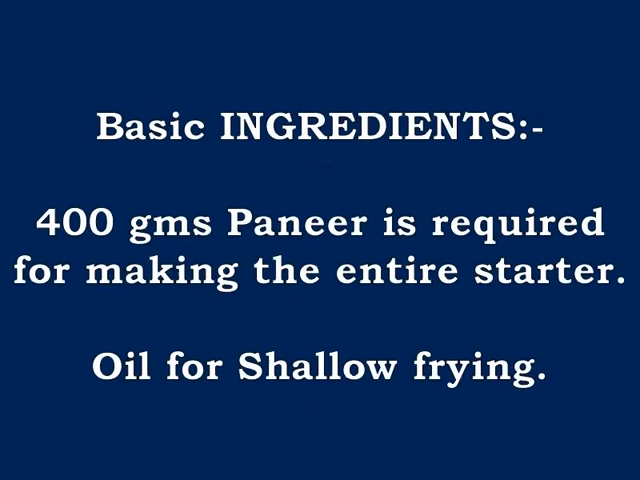 Basic INGREDIENTS:-
400 gms Paneer is required
for making the entire starter.
Oil for Shallow frying.